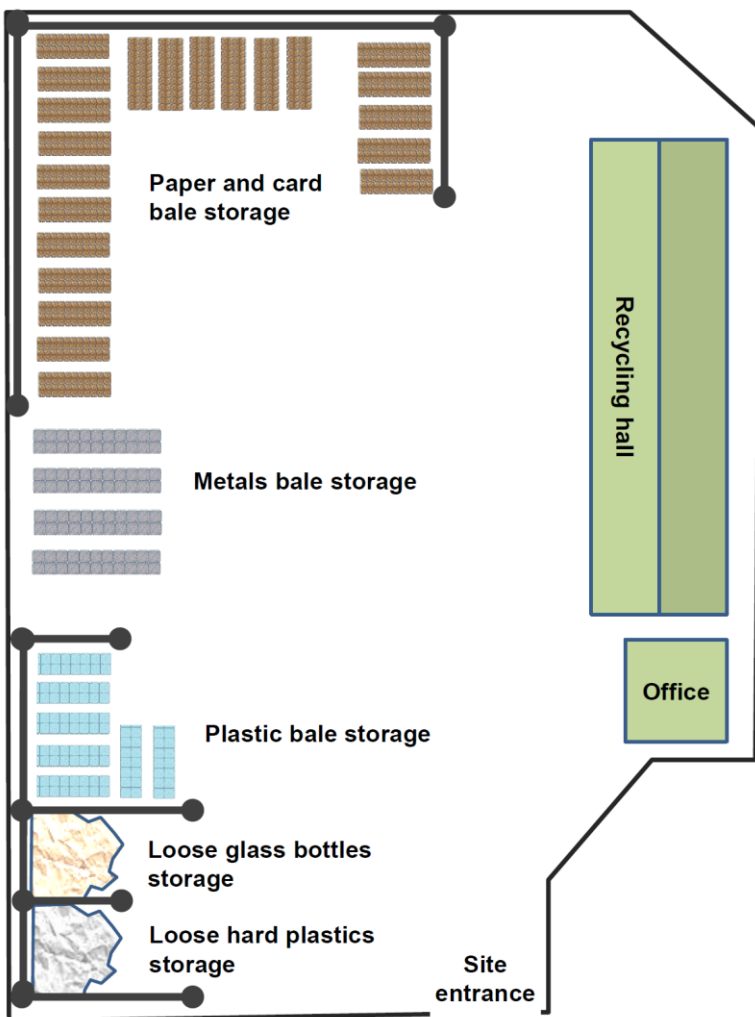 Paper and card
bale storage
Recycling hall
Metals bale storage
Office
Plastic bale storage
Loose glass bottles
storage
Loose hard plastics
storage
Site
entrance